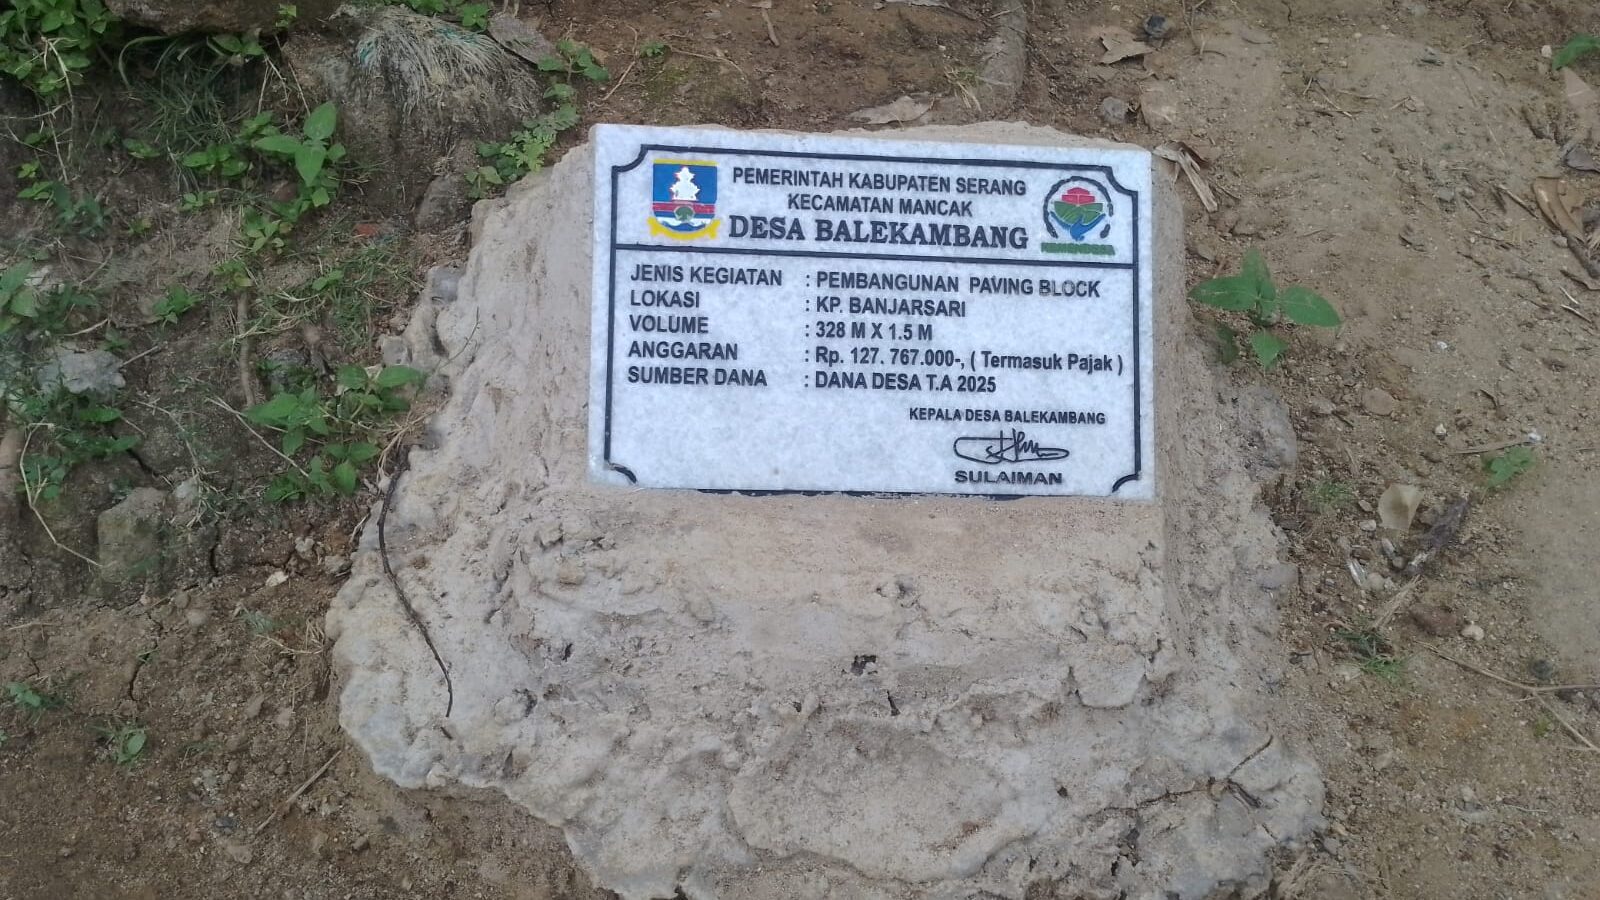 PEMERINTAH KABUPATEN SERANG
KECAMATAN MANCAK
DESA BALEKAMBANG
JENIS KEGIATAN : PEMBANGUNAN PAVING BLOCK
LOKASI : KP. BANJARSARI
VOLUME : 328 M X 1.5 M
ANGGARAN : Rp. 127. 767.000-, ( Termasuk Pajak )
SUMBER DANA : DANA DESA T.A 2025
KEPALA DESA BALEKAMBANG
SULAIMAN